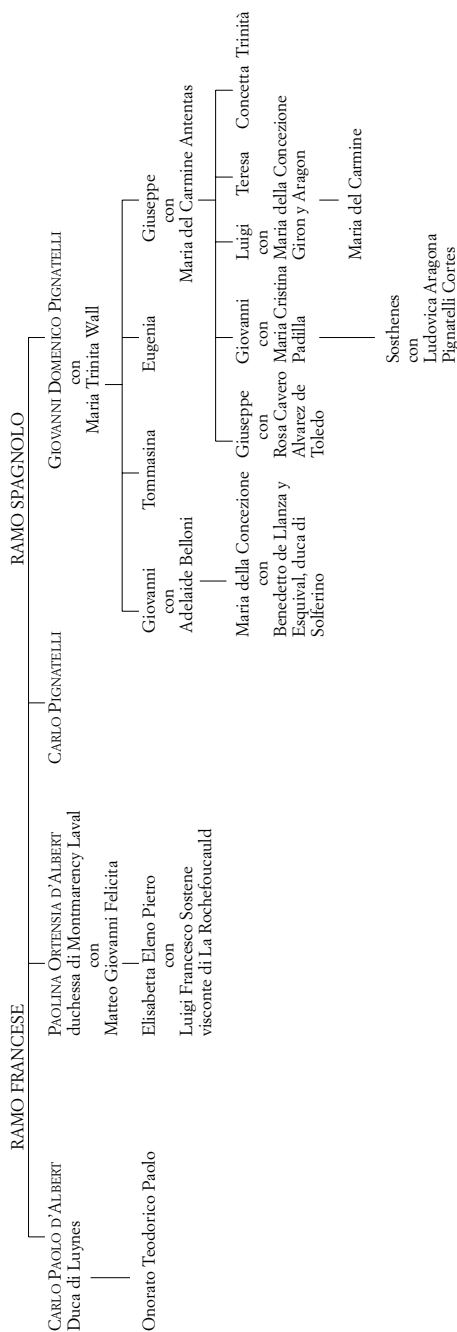 RAMO FRANCESE
RAMO SPAGNOLO
CARLO PAOLO D'ALBERT
Duca di Luynes
Onorato Teodorico Paolo
PAOLINA ORTENSIA D'ALBERT
duchessa di Montmarency Laval
con
Matteo Giovanni Felicita
Elisabetta Eleno Pietro
con
Luigi Francesco Sostene
visconte di La Rochefoucauld
CARLO PIGNATELLI
GIOVANNI DOMENICO PIGNATELLI
con
Maria Trinita Wall
Giovanni
con
Adelaide Belloni
Maria della Concezione
con
Benedetto de Llanza y
Esquival, duca di
Solferino
Tommasina
Eugenia
Giuseppe
con
Maria del Carmine Antentas
Giuseppe
con
Rosa Cavero
Alvarez de
Toledo
Giovanni
con
Maria Cristina
Padilla
Sosthenes
con
Ludovica Aragona
Pignatelli Cortes
Luigi
con
Maria della Concezione
Giron y Aragon
Maria del Carmine
Teresa
Concetta
Trinità